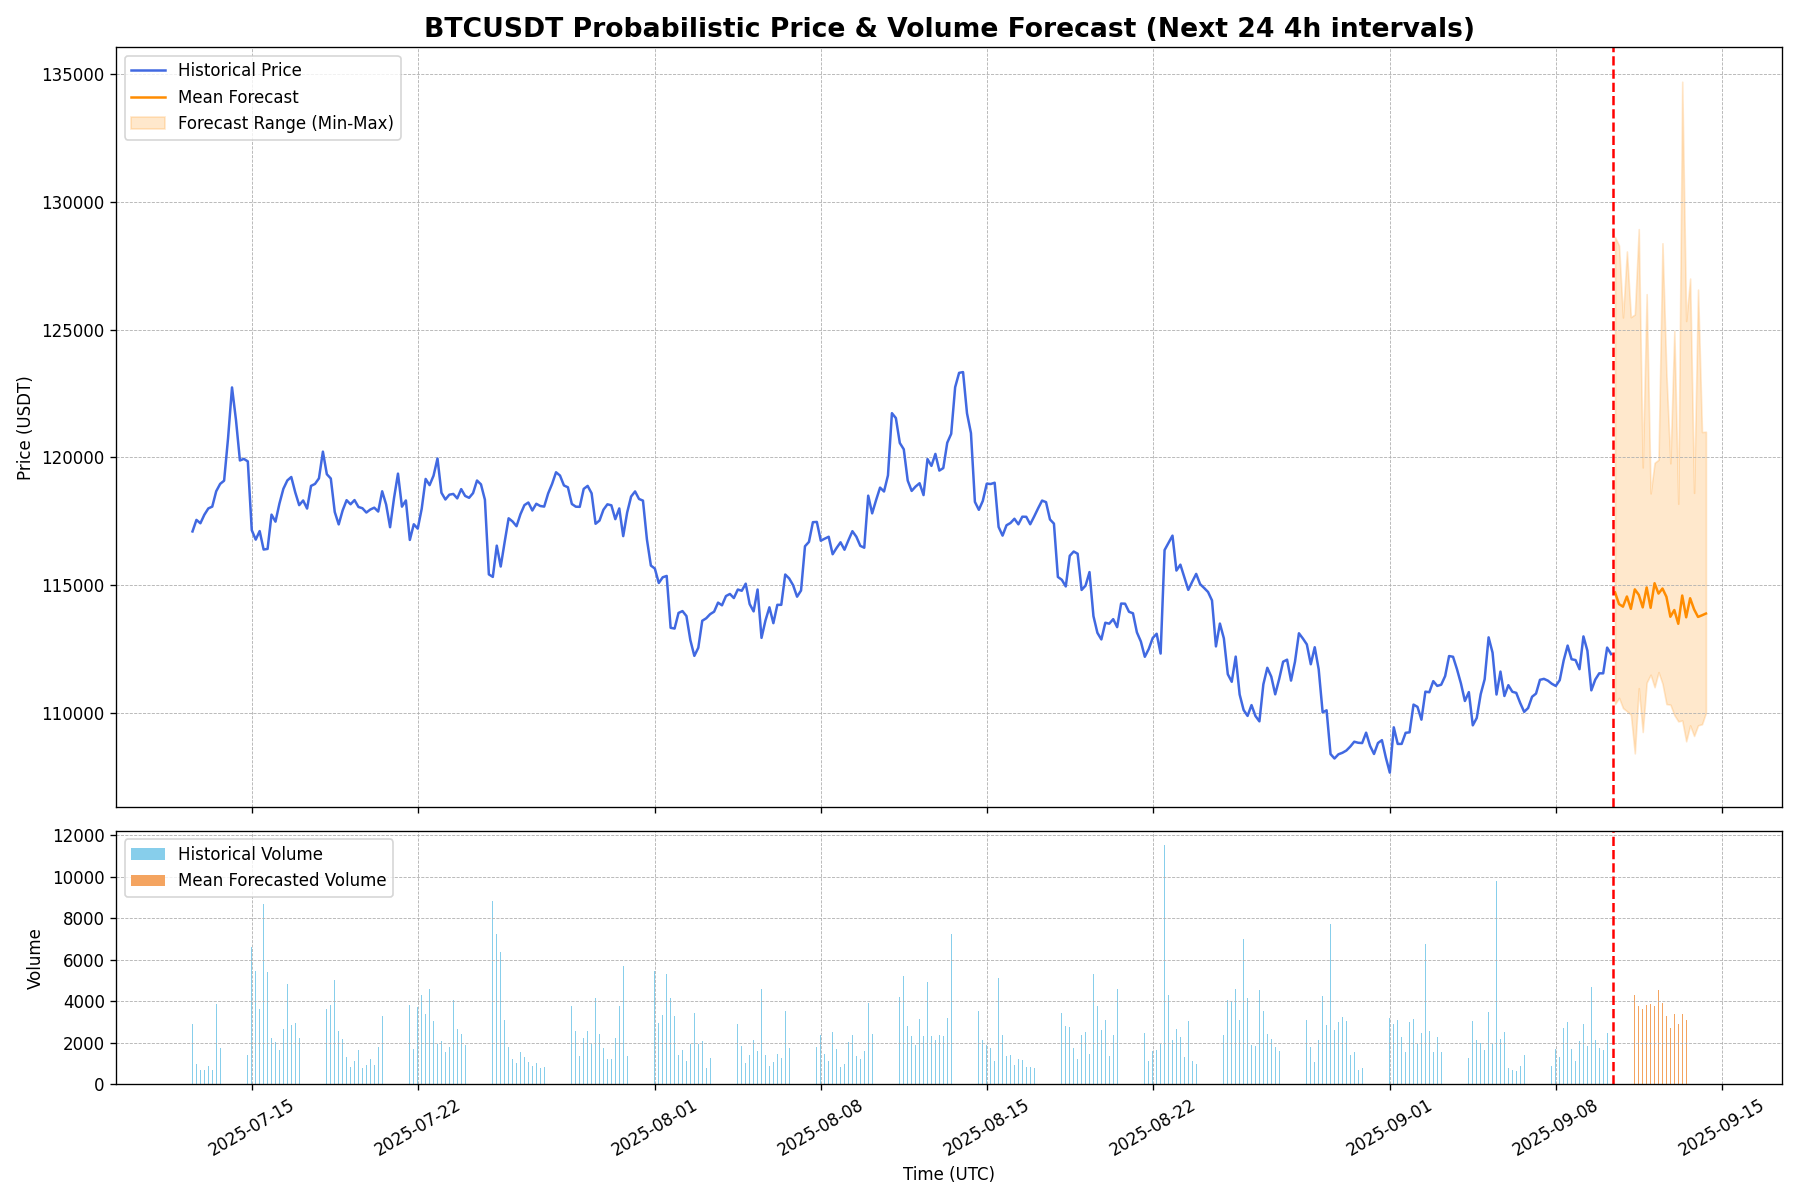 BTCUSDT Probabilistic Price & Volume Forecast (Next 24 4h intervals)
Historical Price
Mean Forecast
Forecast Range (Min-Max)
135000
130000
125000
120000
115000
110000
Price (USDT)
Historical Volume
Mean Forecasted Volume
12000
10000
8000
6000
4000
2000
0
Volume
2025-07-15
2025-07-22
2025-08-01
2025-08-08
2025-08-15
2025-08-22
2025-09-01
2025-09-08
2025-09-15
Time (UTC)